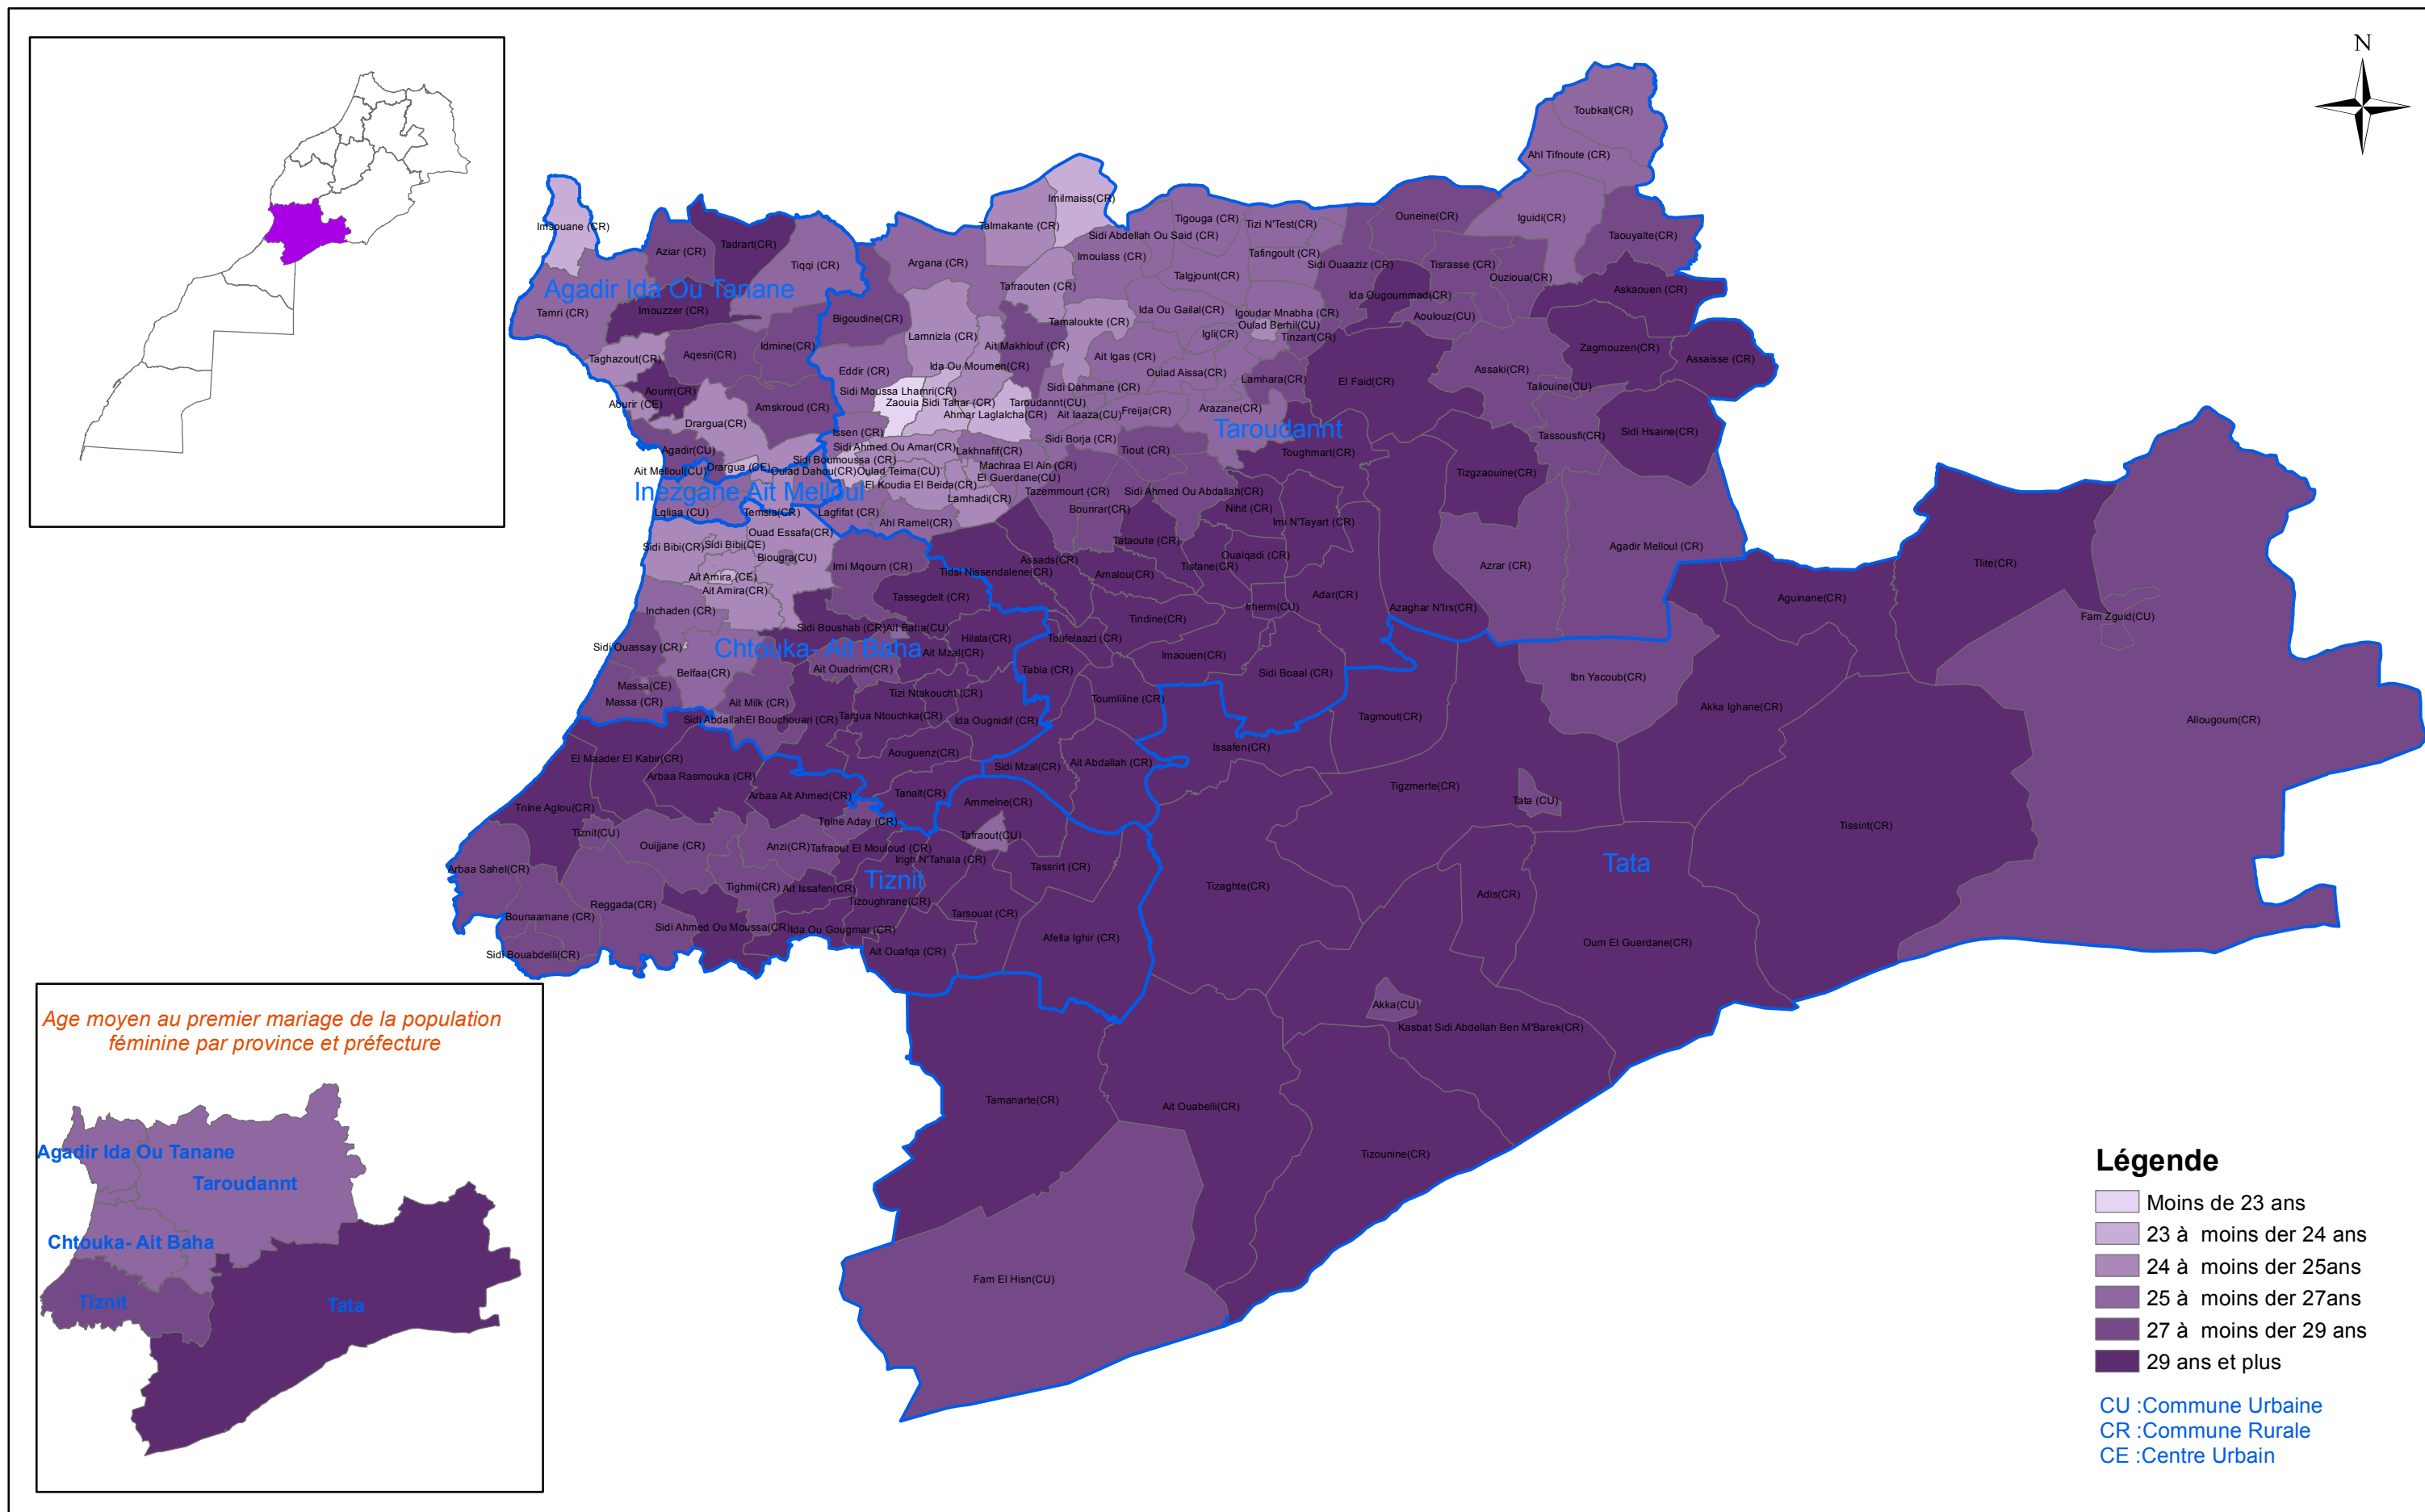 N
Toubkal(CR)
Ahl Tifnoute (CR)
Imilmaiss(CR)
Imsouane (CR)
Talmakante (CR)
Tigouga (CR)
Tizi N'Test(CR)
Ouneine(CR)
Iguidi(CR)
Sidi Abdellah Ou Said (CR)
Taouyalte(CR)
Aziar (CR)
Tadrart(CR)
Tiqqi (CR)
Argana (CR)
Imoulass (CR)
Tafingoult (CR)
Sidi Ouaaziz (CR)
Tisrasse (CR)
Talgjount(CR)
Ouzioua(CR)
Agadir Ida Ou Tanane
Tafraouten (CR)
Askaouen (CR)
Ida Ougoummad(CR)
Tamri (CR)
Imouzzer (CR)
Bigoudine(CR)
Tamaloukte (CR)
Ida Ou Gailal(CR)
Igoudar Mnabha (CR)
Aoulouz(CU)
Oulad Berhil(CU)
Lamnizla (CR)
Igli(CR)
Tinzart(CR)
Idmine(CR)
Ait Makhlouf (CR)
Zagmouzen(CR)
Taghazout(CR)
Aqesri(CR)
Ait Igas (CR)
Assaisse (CR)
Eddir (CR)
Ida Ou Moumen(CR)
Oulad Aissa(CR)
Lamhara(CR)
El Faid(CR)
Assaki(CR)
Aourir(CR)
Sidi Moussa Lhamri(CR)
Sidi Dahmane (CR)
Taliouine(CU)
Aourir (CE)
Amskroud (CR)
Zaouia Sidi Tahar (CR)
Taroudannt(CU)
Ahmar Laglalcha(CR)
Ait Iaaza(CU)
Freija(CR)
Arazane(CR)
Drargua(CR)
Taroudannt
Issen (CR)
Sidi Borja (CR)
Tassousfi(CR)
Sidi Hsaine(CR)
Agadir(CU)
Sidi Ahmed Ou Amar(CR)
Lakhnafif(CR)
Tiout (CR)
Toughmart(CR)
Sidi Boumoussa (CR)
Ait Melloul(CU)
Drargua (CE)
Oulad Dahou(CR)
Oulad Teima(CU)
Machraa El Ain (CR)
El Guerdane(CU)
Tizgzaouine(CR)
Inezgane Ait Melloul
El Koudia El Beida(CR)
Tazemmourt (CR)
Sidi Ahmed Ou Abdallah(CR)
Lamhadi(CR)
Lqliaa (CU)
Temsia(CR)
Lagfifat (CR)
Bounrar(CR)
Nihit (CR)
Ahl Ramel(CR)
Imi N'Tayart (CR)
Ouad Essafa(CR)
Tataoute (CR)
Sidi Bibi(CR)
Sidi Bibi(CE)
Agadir Melloul (CR)
Biougra(CU)
Assads(CR)
Oualqadi (CR)
Tlite(CR)
Imi Mqourn (CR)
Tidsi Nissendalene(CR)
Amalou(CR)
Tisfane(CR)
Azrar (CR)
Ait Amira (CE)
Ait Amira(CR)
Tassegdelt (CR)
Adar(CR)
Aguinane(CR)
Inchaden (CR)
Irherm(CU)
Azaghar N'Irs(CR)
Tindine(CR)
Fam Zguid(CU)
Sidi Boushab (CR)
Ait Baha(CU)
Hilala(CR)
Toufelaazt (CR)
Sidi Ouassay (CR)
Chtouka- Ait Baha
Ait Mzal(CR)
Imaouen(CR)
Belfaa(CR)
Ait Ouadrim(CR)
Tabia (CR)
Sidi Boaal (CR)
Ibn Yacoub(CR)
Massa(CE)
Massa (CR)
Ait Milk (CR)
Tizi Ntakoucht (CR)
Toumliline (CR)
Akka Ighane(CR)
Sidi Abdallah El Bouchouari (CR)
Targua Ntouchka(CR)
Ida Ougnidif (CR)
Tagmout(CR)
Allougoum(CR)
Issafen(CR)
El Maader El Kabir(CR)
Aouguenz(CR)
Sidi Mzal(CR)
Ait Abdallah (CR)
Arbaa Rasmouka (CR)
Tigzmerte(CR)
Arbaa Ait Ahmed(CR)
Tanalt(CR)
Ammelne(CR)
Tata (CU)
Tnine Aglou(CR)
Tnine Aday (CR)
Tissint(CR)
Tiznit(CU)
Tafraout(CU)
Ouijjane (CR)
Anzi(CR)
Tafraout El Mouloud (CR)
Irigh N'Tahala (CR)
Tata
Arbaa Sahel(CR)
Tassrirt (CR)
Tiznit
Tighmi(CR)
Ait Issafen(CR)
Tizaghte(CR)
Adis(CR)
Reggada(CR)
Tizoughrane(CR)
Bounaamane (CR)
Tarsouat (CR)
Sidi Ahmed Ou Moussa(CR)
Ida Ou Gougmar (CR)
Afella Ighir (CR)
Oum El Guerdane(CR)
Sidi Bouabdelli(CR)
Ait Ouafqa (CR)
Akka(CU)
Kasbat Sidi Abdellah Ben M'Barek(CR)
Tamanarte(CR)
Ait Ouabelli(CR)
Tizounine(CR)
Fam El Hisn(CU)
Age moyen au premier mariage de la population
féminine par province et préfecture
Agadir Ida Ou Tanane
Taroudannt
Chtouka- Ait Baha
Tiznit
Tata
Légende
Moins de 23 ans
23 à moins der 24 ans
24 à moins der 25ans
25 à moins der 27ans
27 à moins der 29 ans
29 ans et plus
CU :Commune Urbaine
CR :Commune Rurale
CE :Centre Urbain